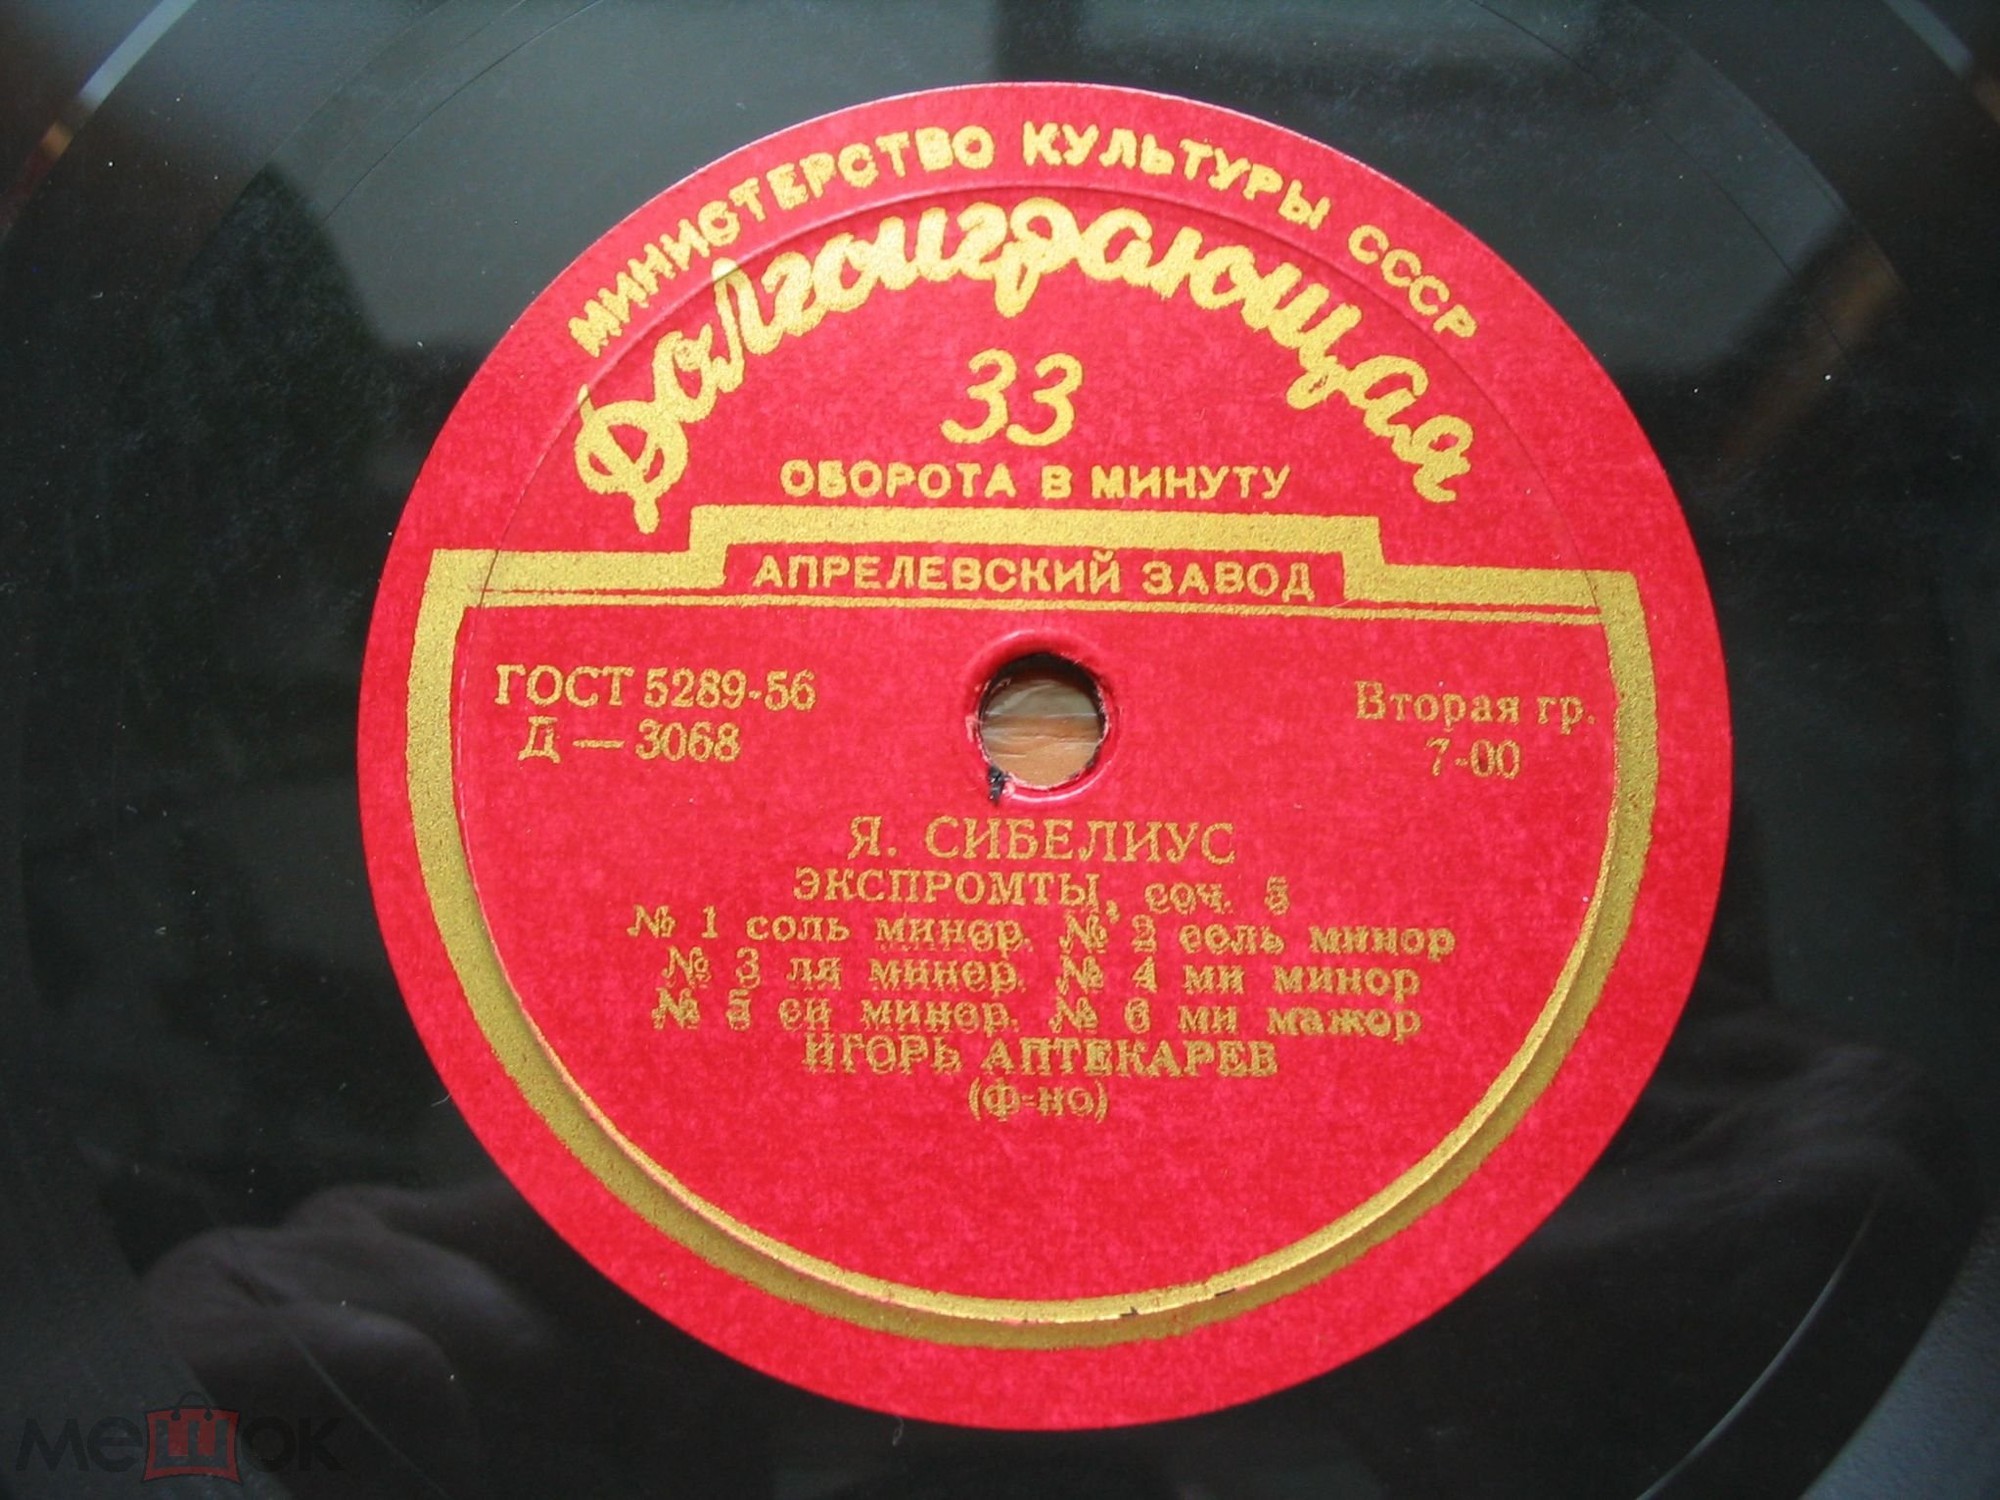 МИНИСТЕРСТВО КУЛЬТУРЫ СССР
Долгоиграющая
33
ОБОРОТА В МИНУТУ
АПРЕЛЕВСКИЙ ЗАВОД
ГОСТ 5289-56
Д — 3068
Вторая гр.
7-00
Я. СИБЕЛИУС
ЭКСПРОМТЫ, соч. 5
№ 1 соль минор. № 2 соль минор
№ 3 ля минор. № 4 ми минор
№ 5 си минор. № 6 ми мажор
ИГОРЬ АПТЕКАРЕВ
(ф-но)
мешок